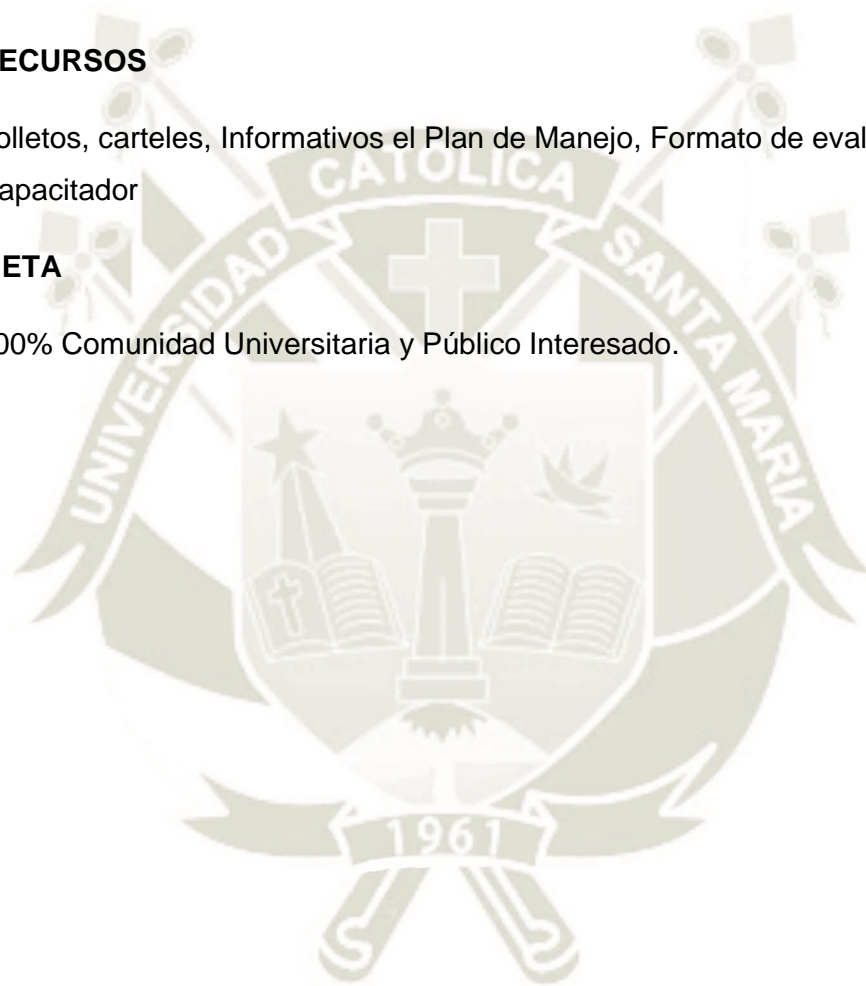 ECURSOS
olletos, carteles, Informativos el Plan de Manejo, Formato de eval
apacitador
ETA
00% Comunidad Universitaria y Público Interesado.
UNIVERSIDAD CATOLICA SANTA MARIA
1961